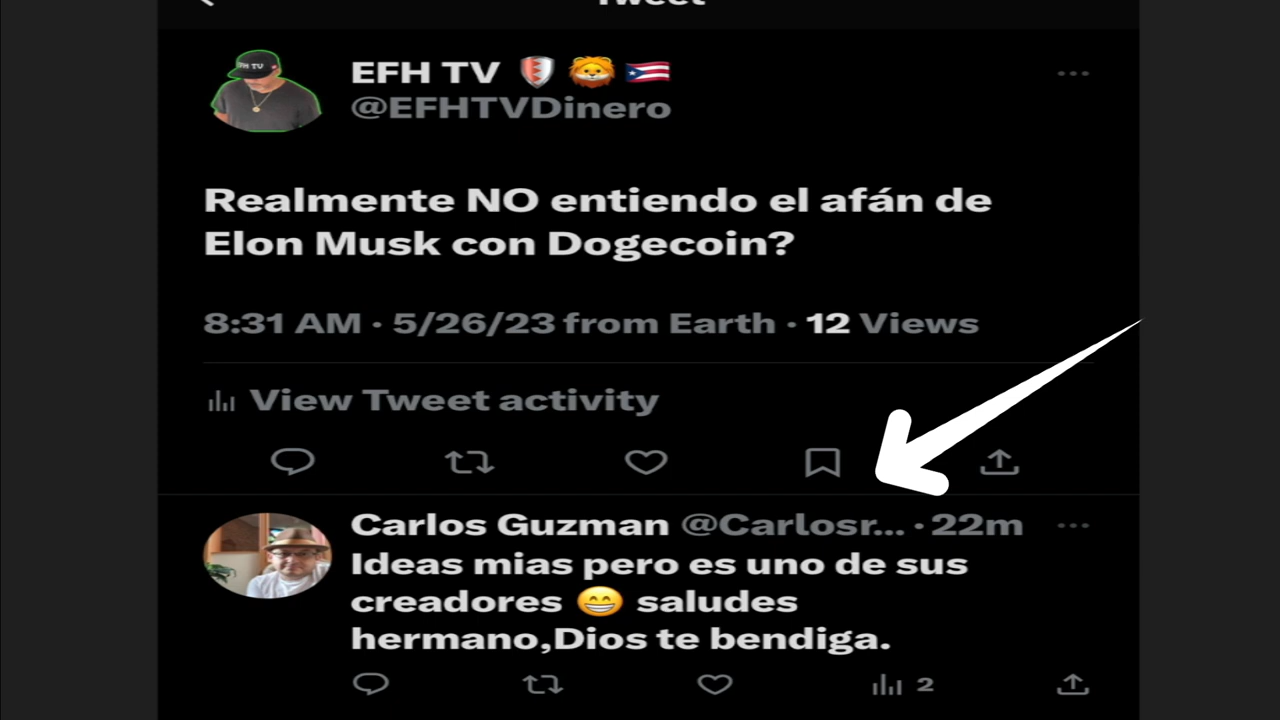 Tweet
EFH TV 🛡️ 🦁 🇵🇷
@EFHTVDinero
Realmente NO entiendo el afán de
Elon Musk con Dogecoin?
8:31 AM · 5/26/23 from Earth · 12 Views
View Tweet activity
Carlos Guzman @Carlosr... · 22m
Ideas mias pero es uno de sus
creadores 😁 saludes
hermano,Dios te bendiga.
2